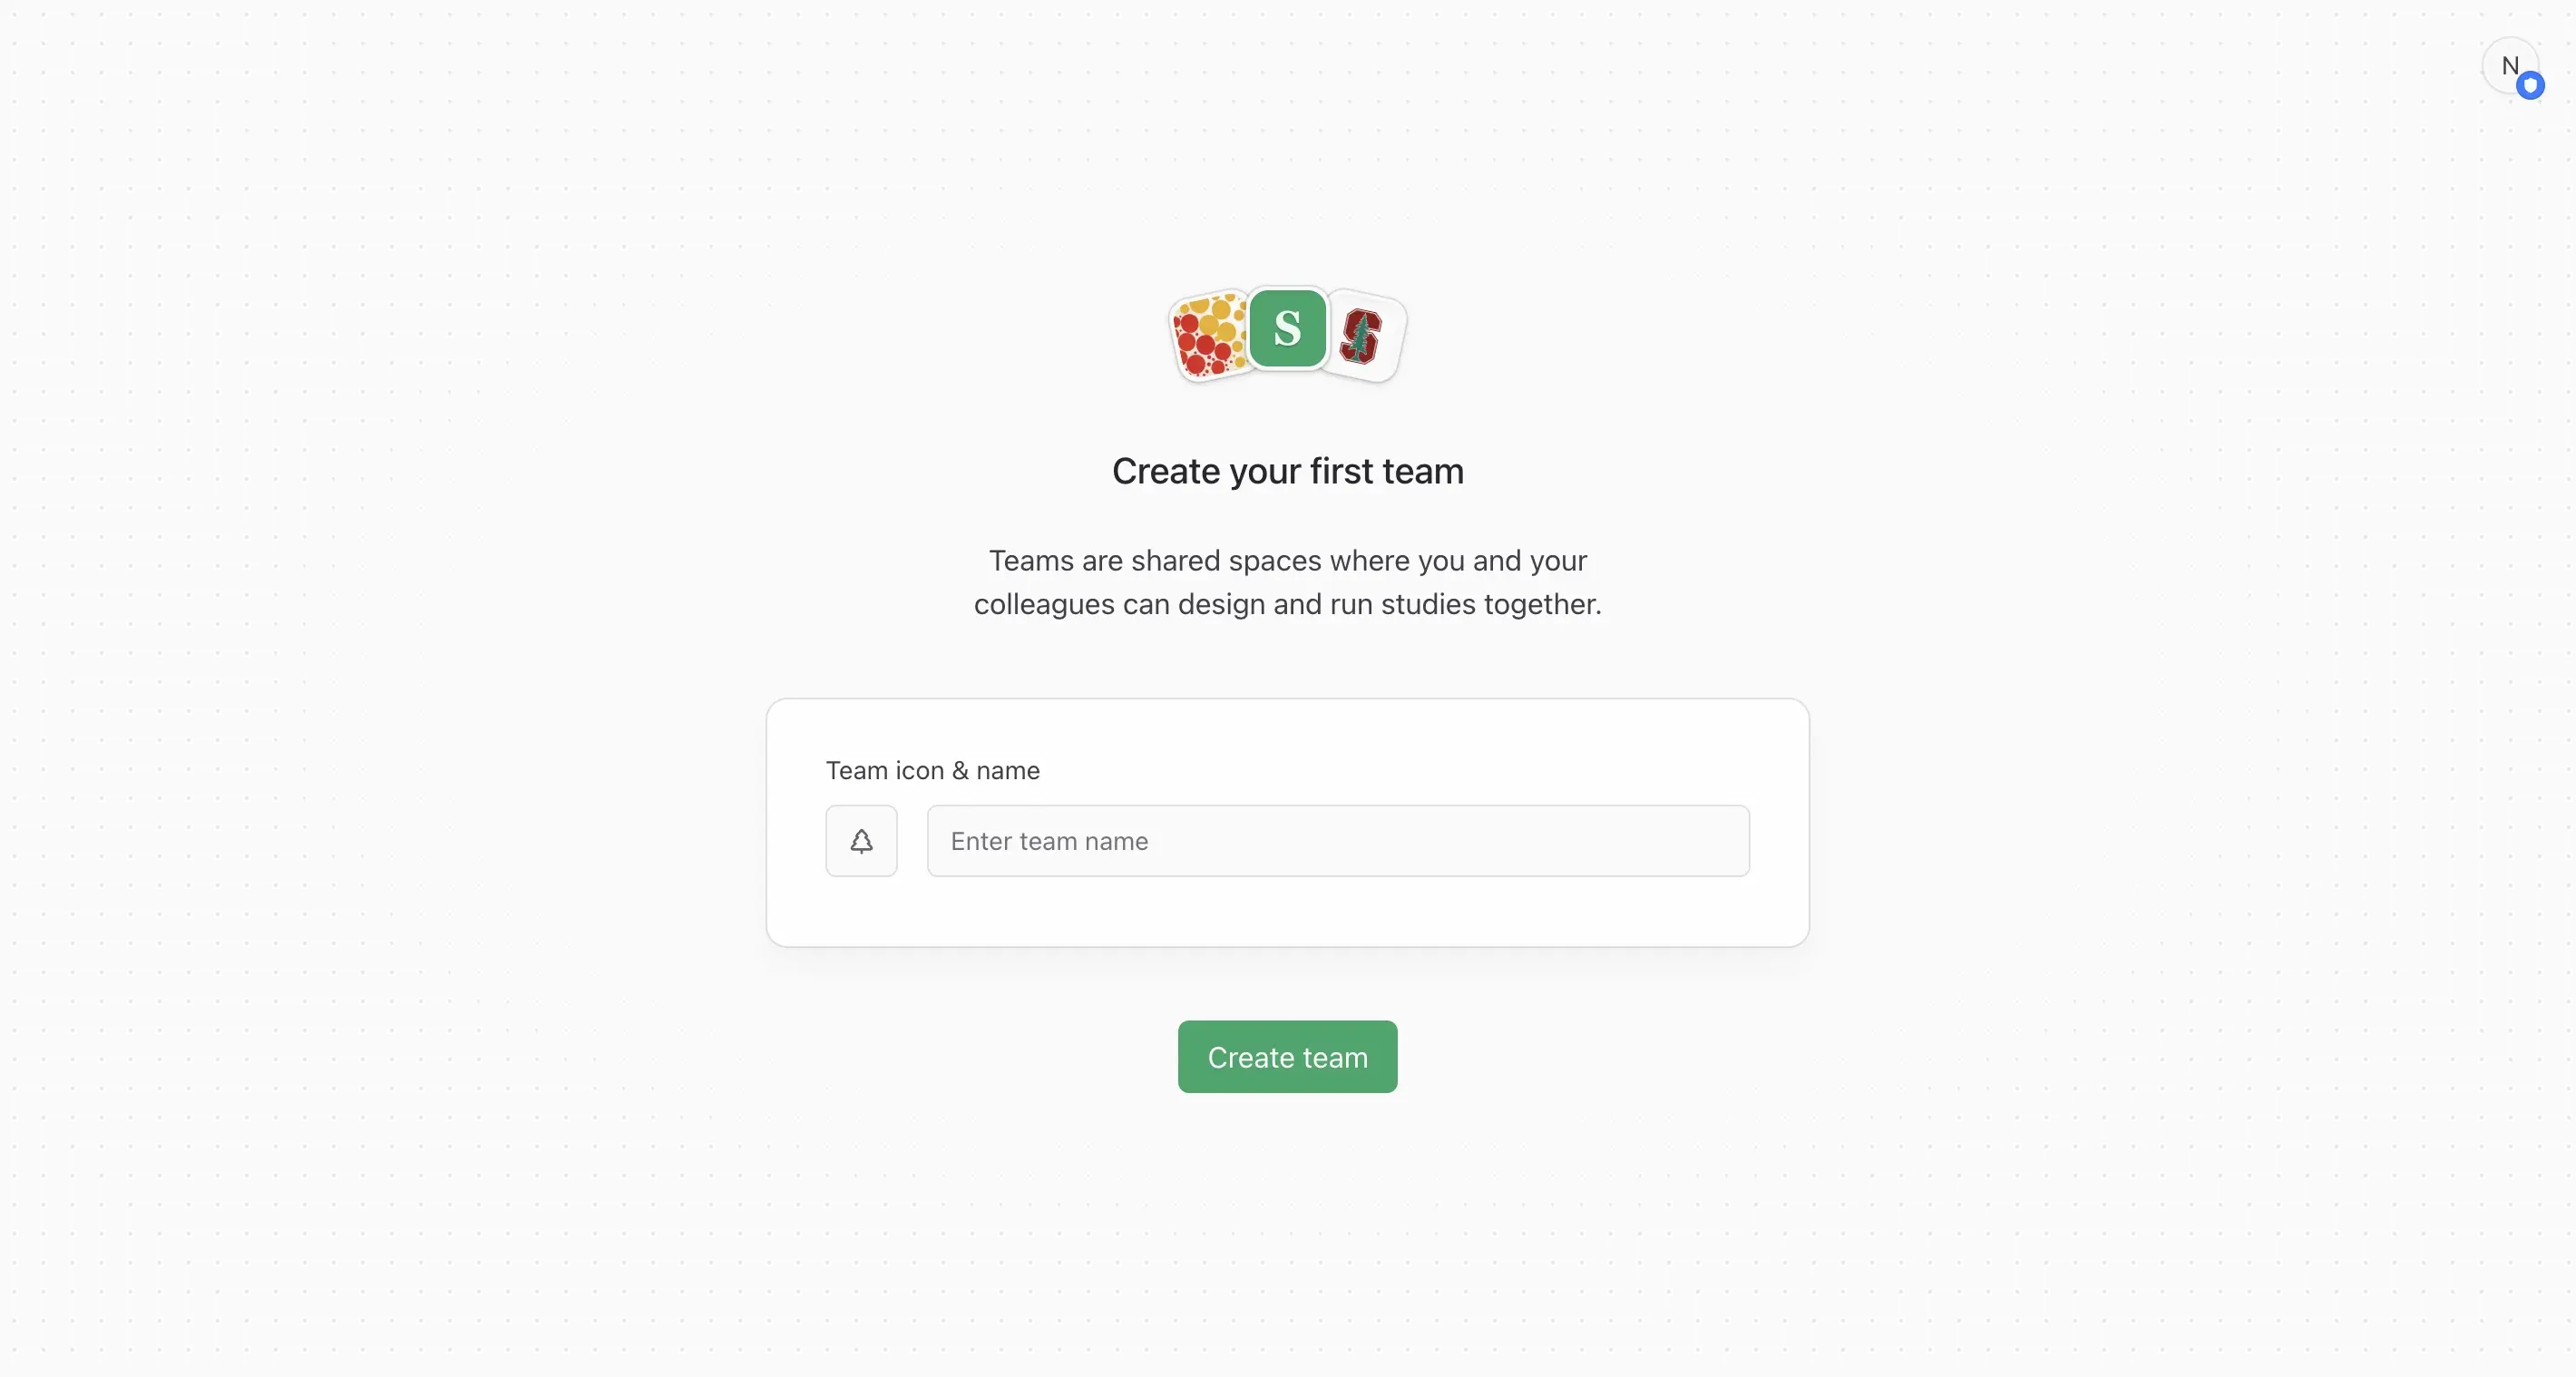 N
S
S
Create your first team
Teams are shared spaces where you and your
colleagues can design and run studies together.
Team icon & name
Enter team name
Create team